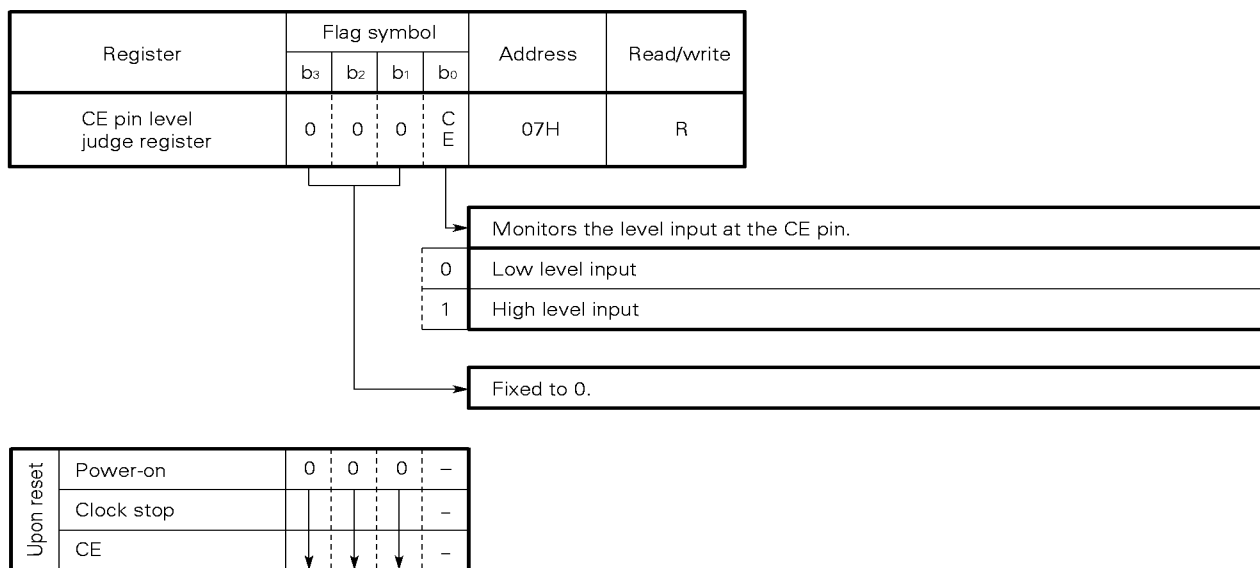 Register Flag symbol Address Read/write
b3 b2 b1 b0
CE pin level judge register 0 0 0 CE 07H R
Monitors the level input at the CE pin.
0 Low level input
1 High level input
Fixed to 0.
Upon reset
Power-on 0 0 0 –
Clock stop –
CE –